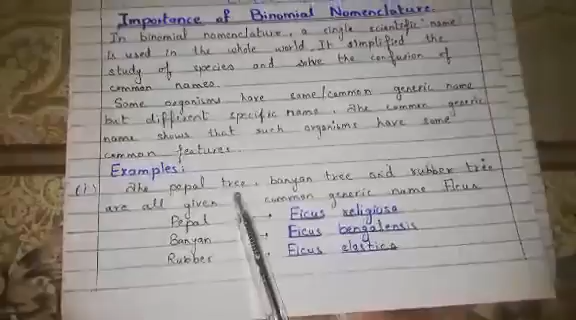 Importance of Binomial Nomenclature.
In binomial nomenclature, a single scientific name
is used in the whole world. It simplified the
study of species and solve the confusion of
common names.
Some organisms have same/common generic name
but different specific name. The common generic
name shows that such organisms have some
common features.
Examples:
(i) The pepal tree, banyan tree and rubber tree
are all given common generic name Ficus
Pepal → Ficus religiosa
Banyan → Ficus bengalensis
Rubber → Ficus elastica